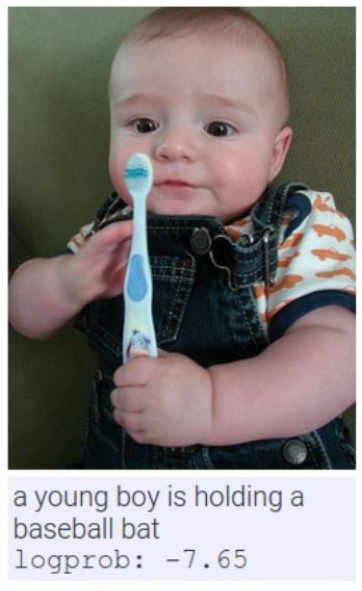 a young boy is holding a
baseball bat
logprob: -7.65